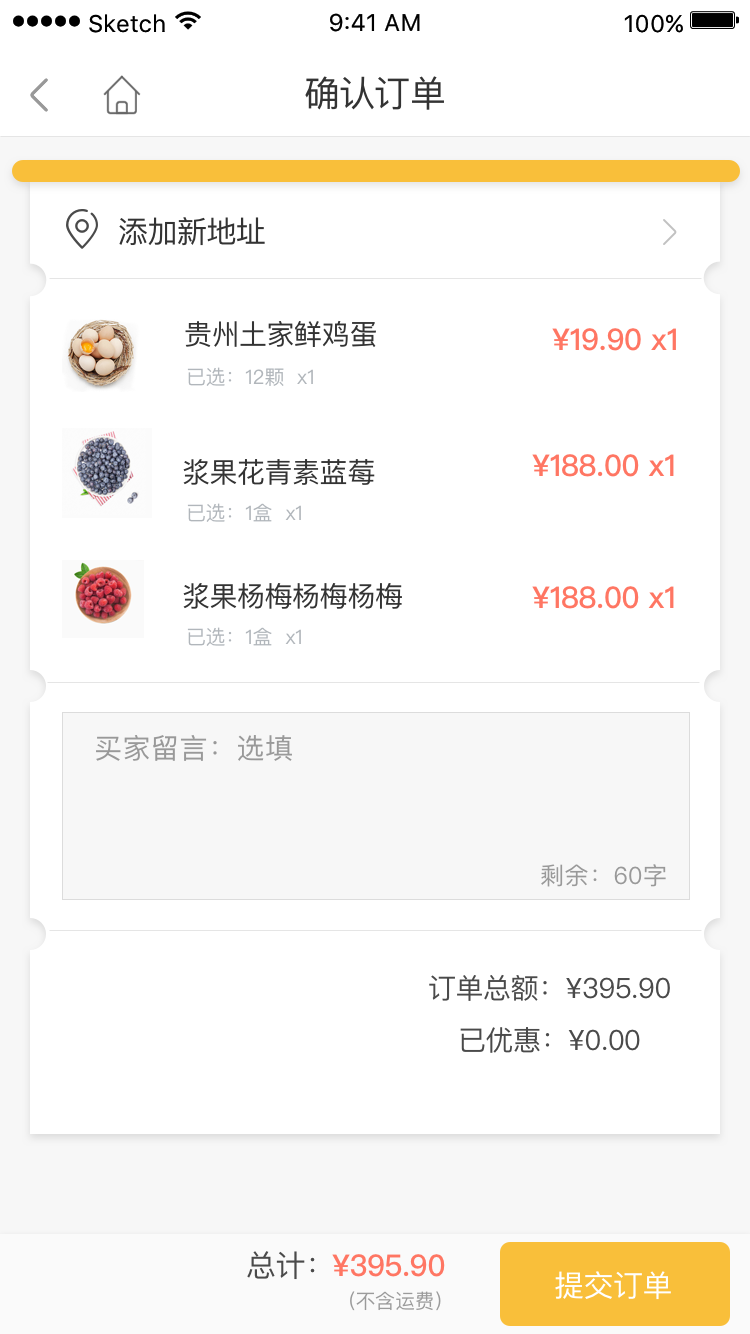 Sketch 9:41 AM 100%
确认订单
添加新地址
贵州土家鲜鸡蛋 ¥19.90 x1
已选：12颗 x1
浆果花青素蓝莓 ¥188.00 x1
已选：1盒 x1
浆果杨梅杨梅杨梅 ¥188.00 x1
已选：1盒 x1
买家留言：选填
剩余：60字
订单总额：¥395.90
已优惠：¥0.00
总计：¥395.90
（不含运费）
提交订单